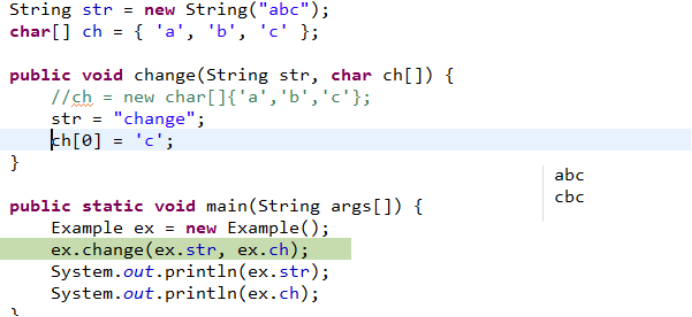 String str = new String("abc");
char[] ch = { 'a', 'b', 'c' };
public void change(String str, char ch[]) {
//ch = new char[]{'a','b','c'};
str = "change";
ch[0] = 'c';
}
public static void main(String args[]) {
Example ex = new Example();
ex.change(ex.str, ex.ch);
System.out.println(ex.str);
System.out.println(ex.ch);
}
abc
cbc